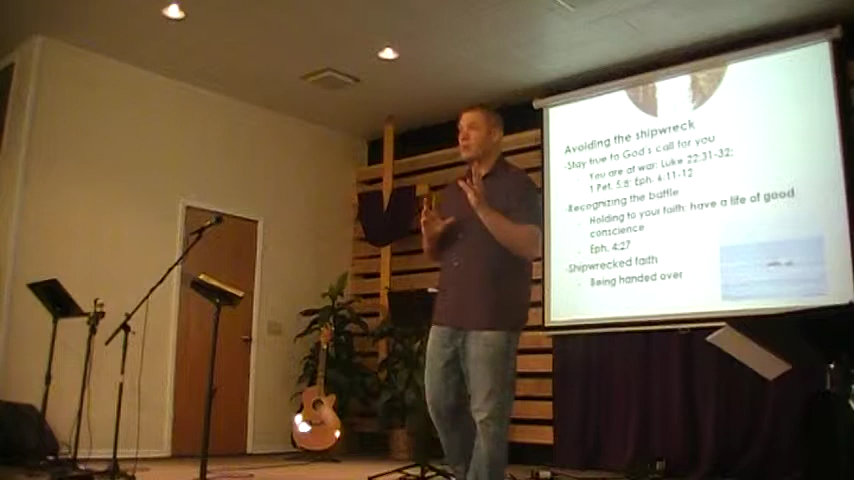 Avoiding the shipwreck
-Stay true to God's call for you
You are at war: Luke 22:31-32;
1 Pet. 5:8; Eph. 6:11-12
-Recognizing the battle
- Holding to your faith: have a life of good
conscience
- Eph. 4:27
-Shipwrecked faith
- Being handed over